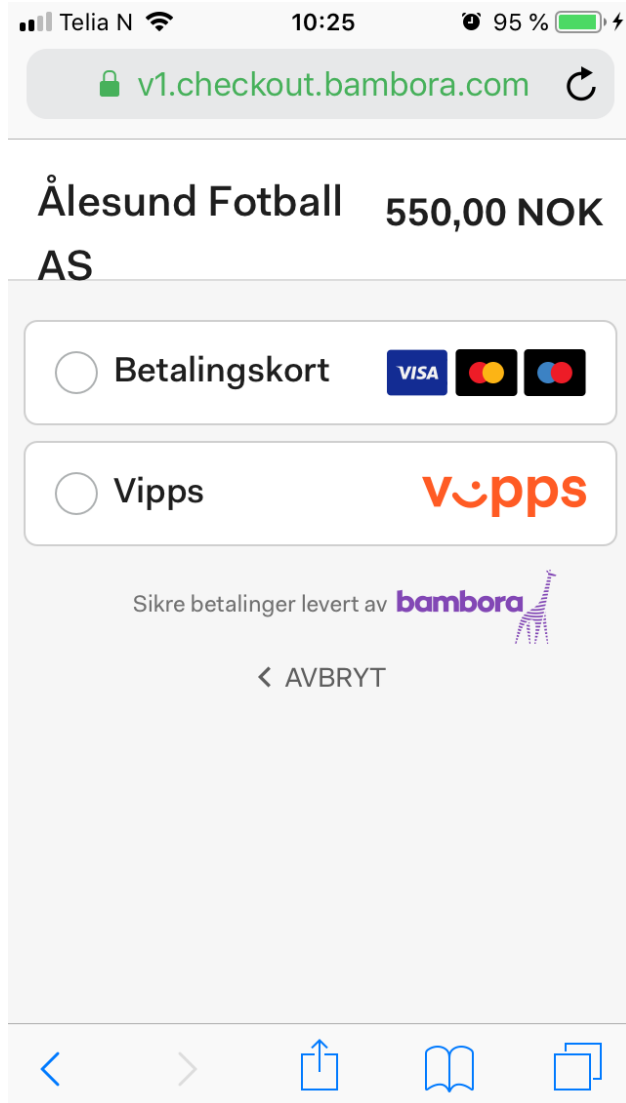 Telia N 10:25 95 %
v1.checkout.bambora.com
Ålesund Fotball 550,00 NOK
AS
Betalingskort VISA
Vipps vipps
Sikre betalinger levert av bambora
AVBRYT